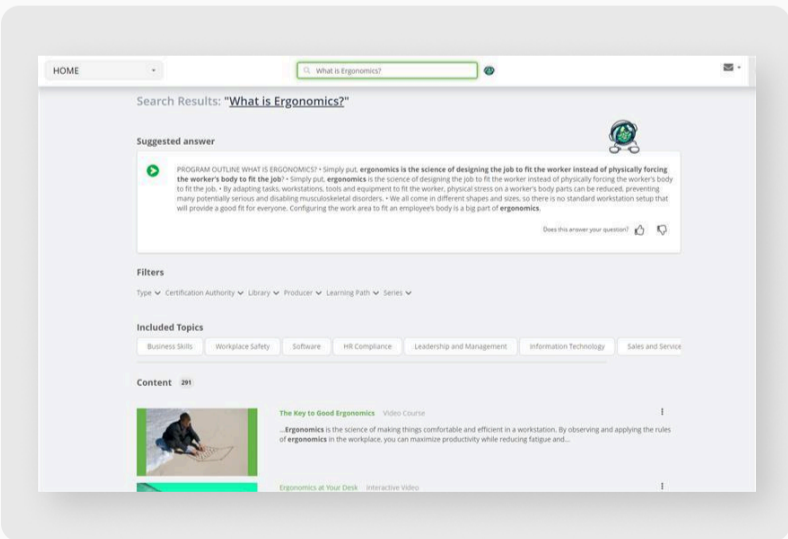 HOME
What is Ergonomics?
Search Results: "What is Ergonomics?"
Suggested answer
PROGRAM OUTLINE WHAT IS ERGONOMICS? • Simply put, ergonomics is the science of designing the job to fit the worker instead of physically forcing
the worker's body to fit the job? • Simply put, ergonomics is the science of designing the job to fit the worker instead of physically forcing the worker's body
to fit the job. • By adapting tasks, workstations, tools and equipment to fit the worker, physical stress on a worker's body parts can be reduced, preventing
many potentially serious and disabling musculoskeletal disorders. • We all come in different shapes and sizes, so there is no standard workstation setup that
will provide a good fit for everyone. Configuring the work area to fit an employee's body is a big part of ergonomics.
Does this answer your question?
Filters
Type Certification Authority Library Producer Learning Path Series
Included Topics
Business Skills Workplace Safety Software HR Compliance Leadership and Management Information Technology Sales and Service
Content 291
The Key to Good Ergonomics Video Course
...Ergonomics is the science of making things comfortable and efficient in a workstation. By observing and applying the rules
of ergonomics in the workplace, you can maximize productivity while reducing fatigue and...
Ergonomics at Your Desk Interactive Video